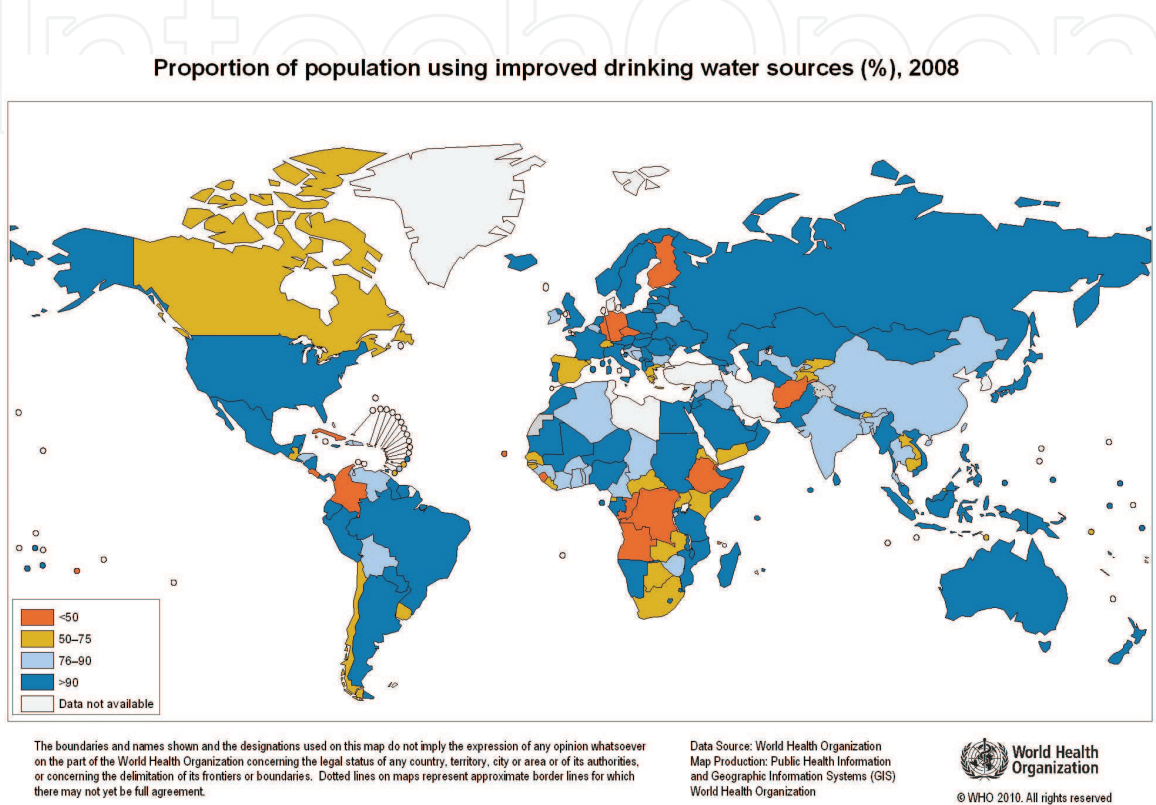 IntechOpen
Proportion of population using improved drinking water sources (%), 2008
<50
50–75
76–90
>90
Data not available
The boundaries and names shown and the designations used on this map do not imply the expression of any opinion whatsoever
on the part of the World Health Organization concerning the legal status of any country, territory, city or area or of its authorities,
or concerning the delimitation of its frontiers or boundaries.  Dotted lines on maps represent approximate border lines for which
there may not yet be full agreement.
Data Source: World Health Organization
Map Production: Public Health Information
and Geographic Information Systems (GIS)
World Health Organization
World Health
Organization
© WHO 2010. All rights reserved